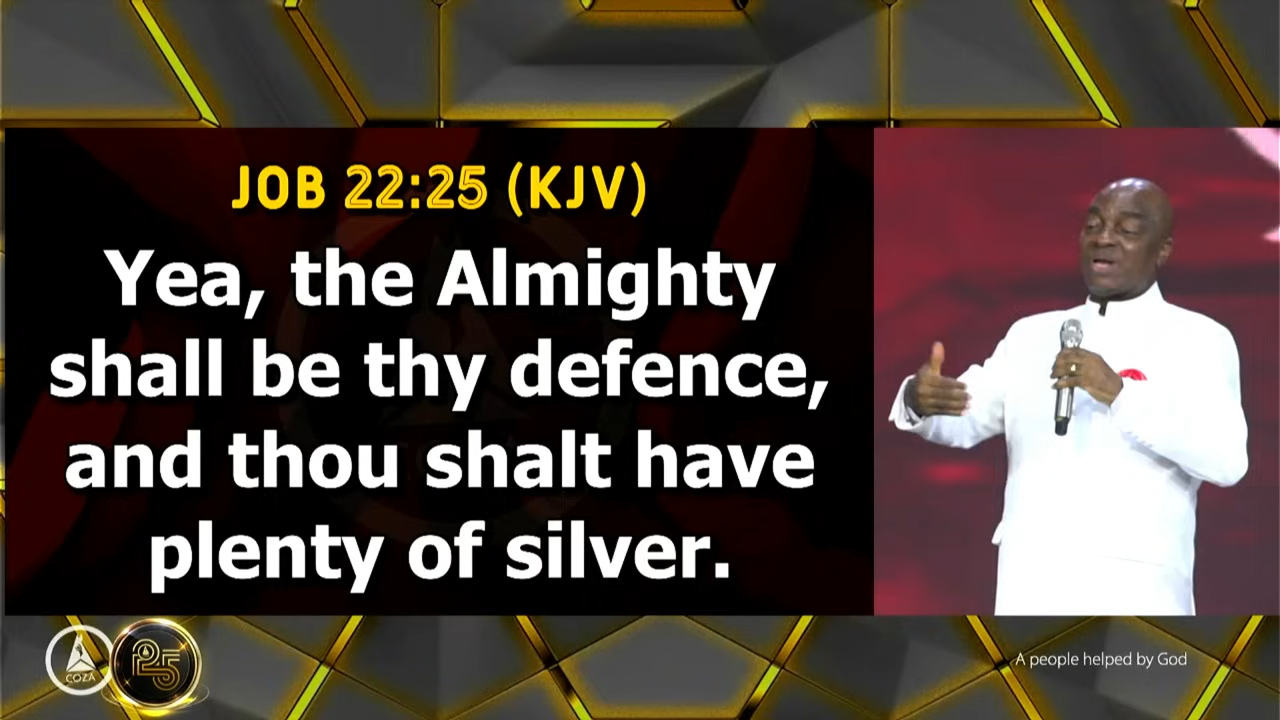 JOB 22:25 (KJV)
Yea, the Almighty
shall be thy defence,
and thou shalt have
plenty of silver.
COZA
25
A people helped by God